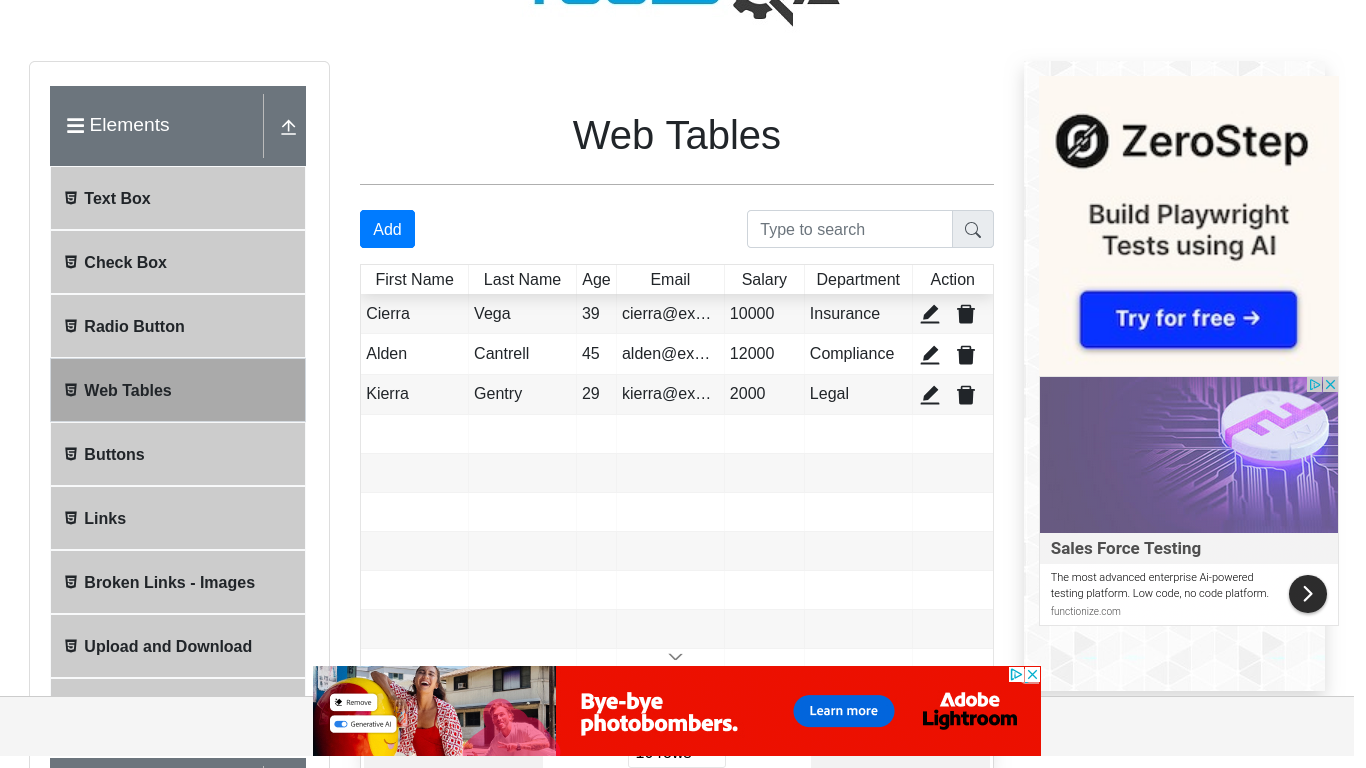 Elements
Text Box
Check Box
Radio Button
Web Tables
Buttons
Links
Broken Links - Images
Upload and Download
Web Tables
Add
Type to search
First Name Last Name Age Email Salary Department Action
Cierra Vega 39 cierra@ex... 10000 Insurance
Alden Cantrell 45 alden@ex... 12000 Compliance
Kierra Gentry 29 kierra@ex... 2000 Legal
ZeroStep
Build Playwright
Tests using AI
Try for free →
Sales Force Testing
The most advanced enterprise Ai-powered
testing platform. Low code, no code platform.
functionize.com
Remove
Generative AI
Bye-bye
photobombers.
Learn more
Adobe
Lightroom